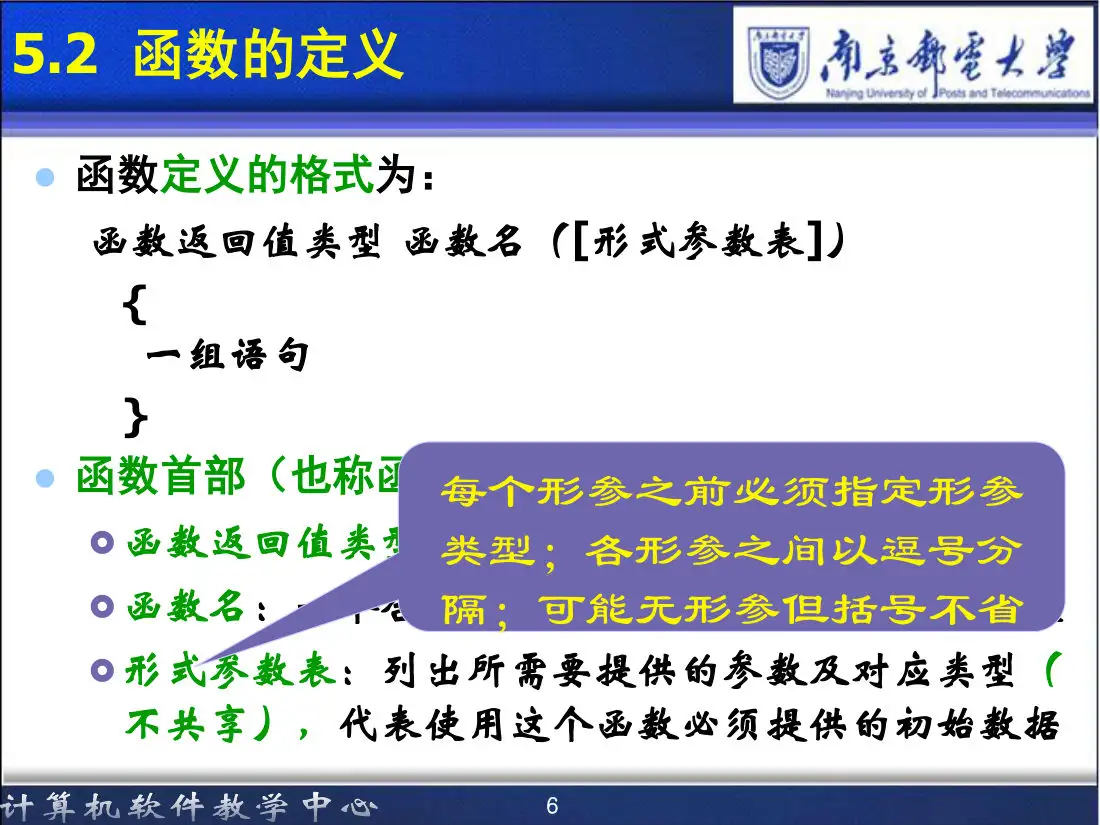 5.2 函数的定义
南京邮电大学
Nanjing University of Posts and Telecommunications
函数定义的格式为：
函数返回值类型 函数名（[形式参数表]）
{
一组语句
}
函数首部（也称函
函数返回值类型
函数名：
每个形参之前必须指定形参
类型；各形参之间以逗号分
隔；可能无形参但括号不省
形式参数表：列出所需要提供的参数及对应类型（
不共享），代表使用这个函数必须提供的初始数据
计算机软件教学中心
6